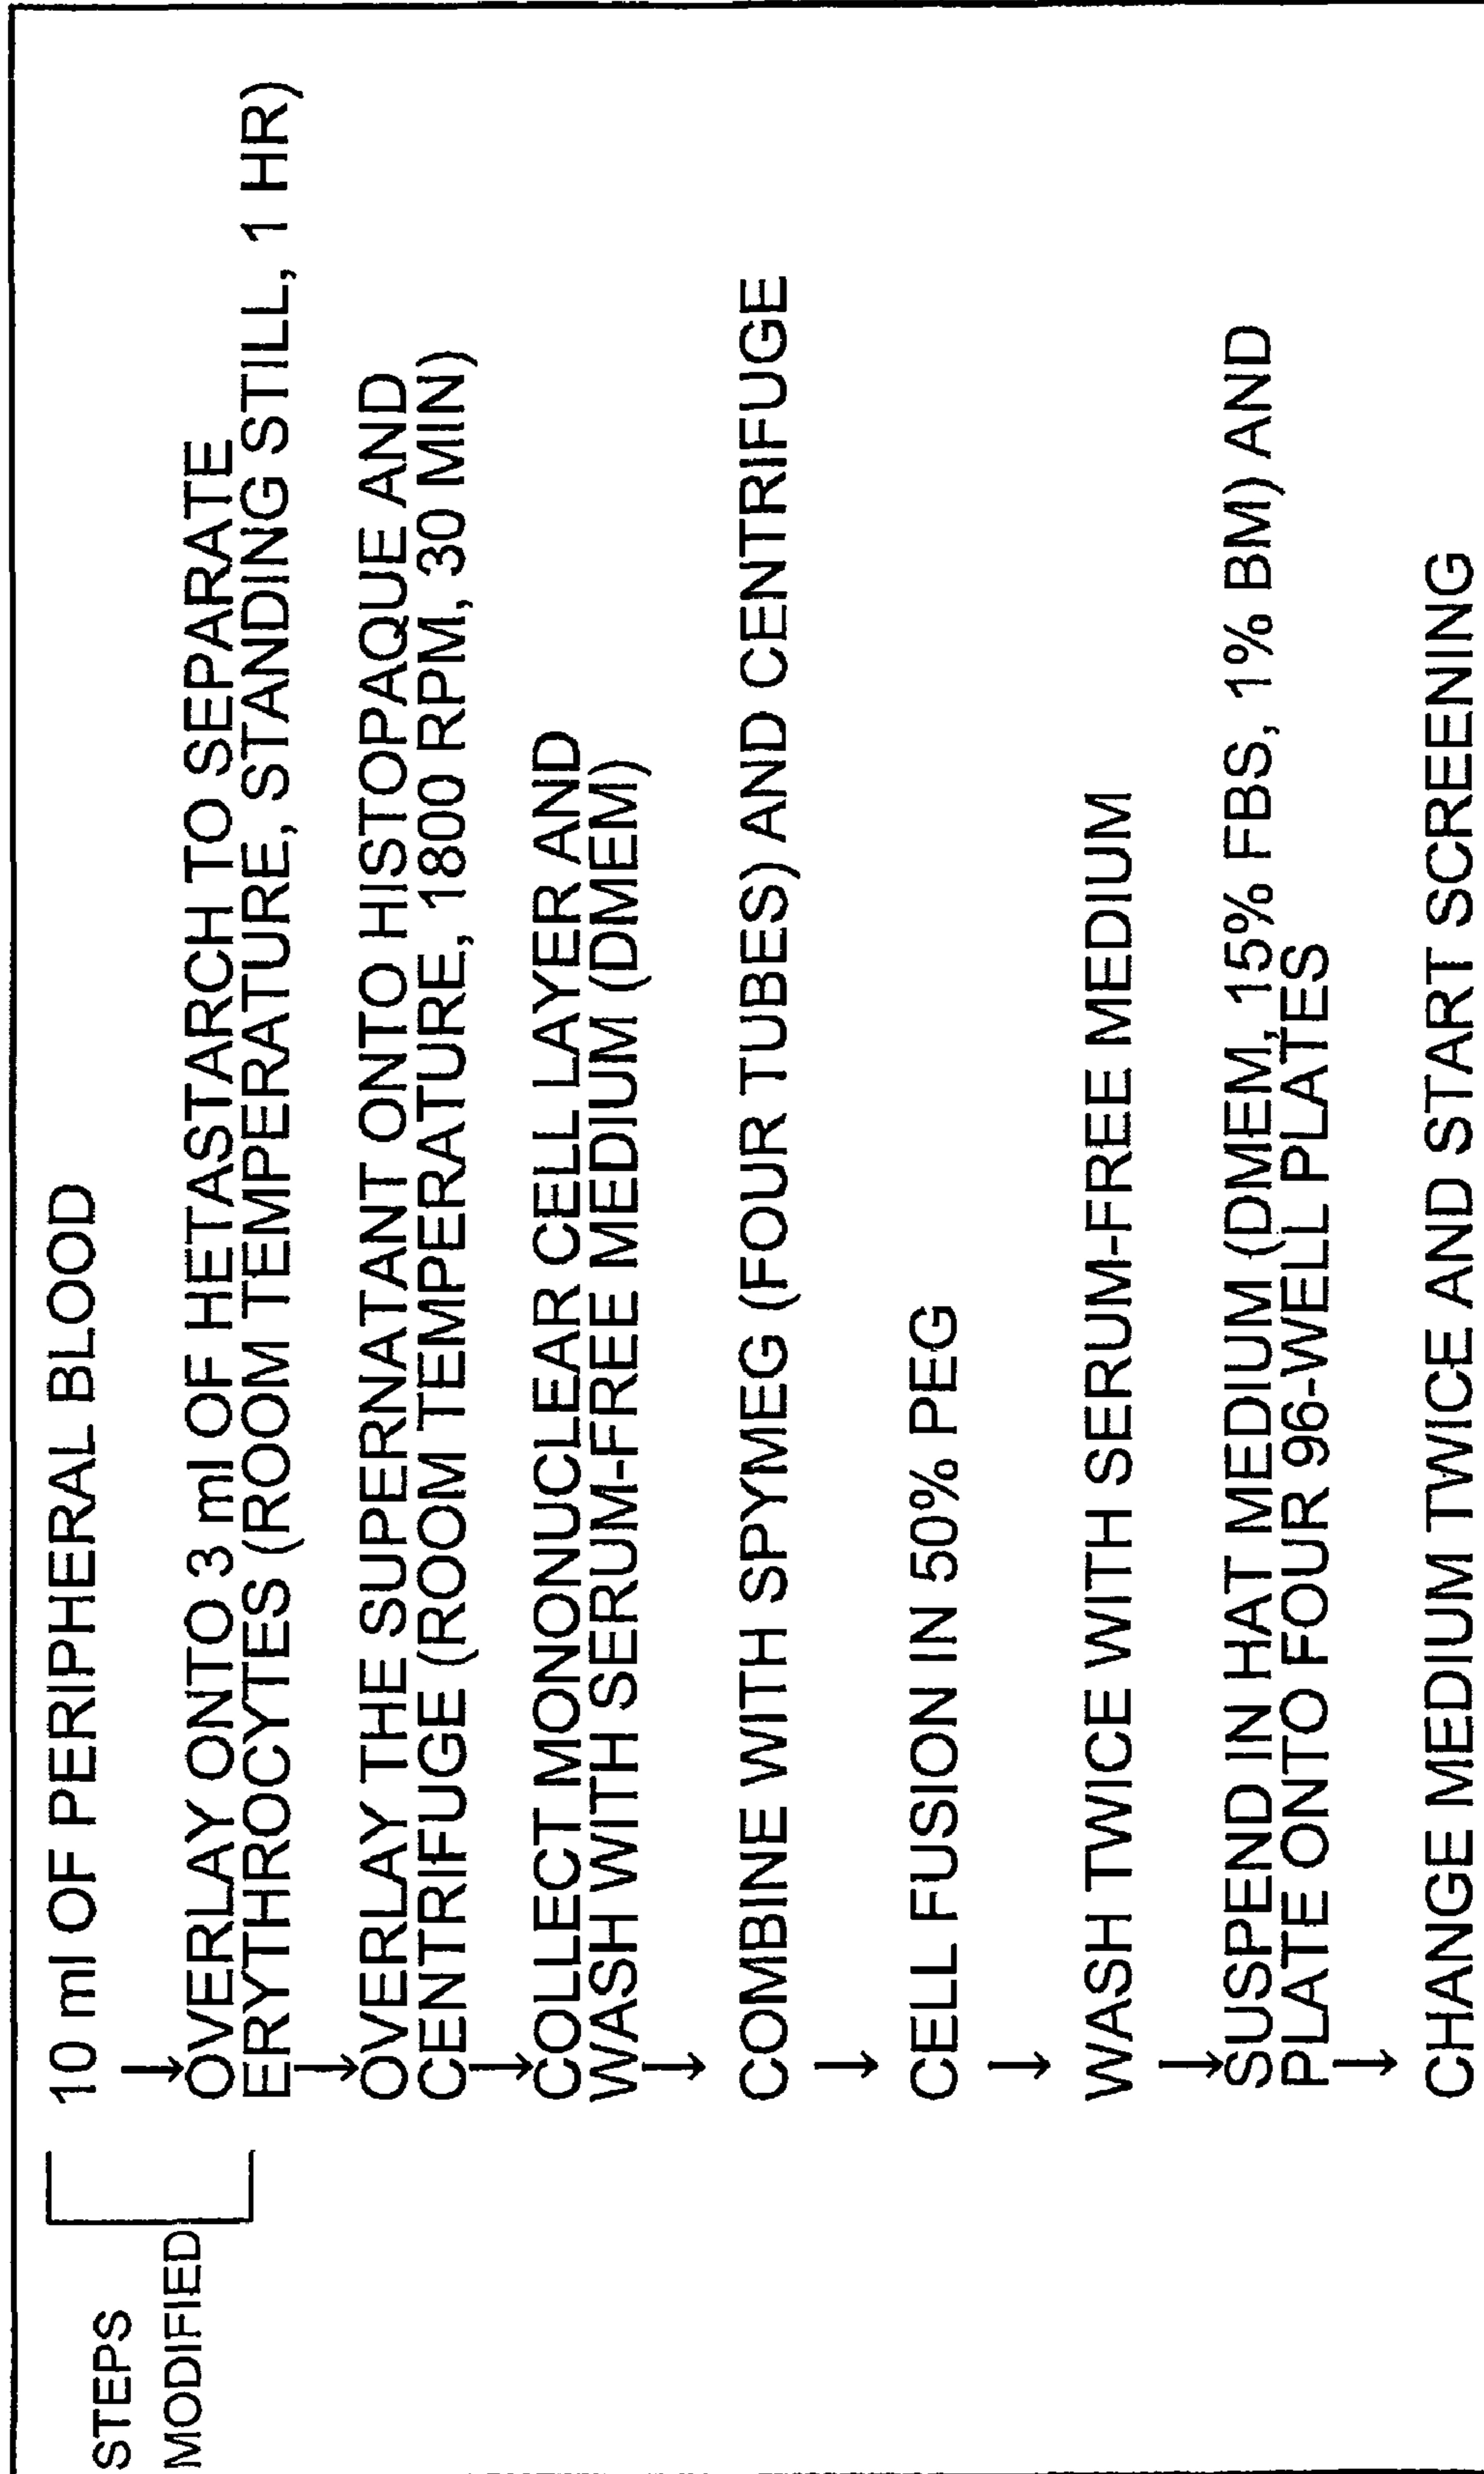 STEPS
MODIFIED
10 ml OF PERIPHERAL BLOOD
→
OVERLAY ONTO 3 ml OF HETASTARCH TO SEPARATE
ERYTHROCYTES (ROOM TEMPERATURE, STANDING STILL, 1 HR)
→
OVERLAY THE SUPERNATANT ONTO HISTOPAQUE AND
CENTRIFUGE (ROOM TEMPERATURE, 1800 RPM, 30 MIN)
→
COLLECT MONONUCLEAR CELL LAYER AND
WASH WITH SERUM-FREE MEDIUM (DMEM)
→
COMBINE WITH SPYMEG (FOUR TUBES) AND CENTRIFUGE
→
CELL FUSION IN 50% PEG
→
WASH TWICE WITH SERUM-FREE MEDIUM
→
SUSPEND IN HAT MEDIUM (DMEM, 15% FBS, 1% BM) AND
PLATE ONTO FOUR 96-WELL PLATES
→
CHANGE MEDIUM TWICE AND START SCREENING